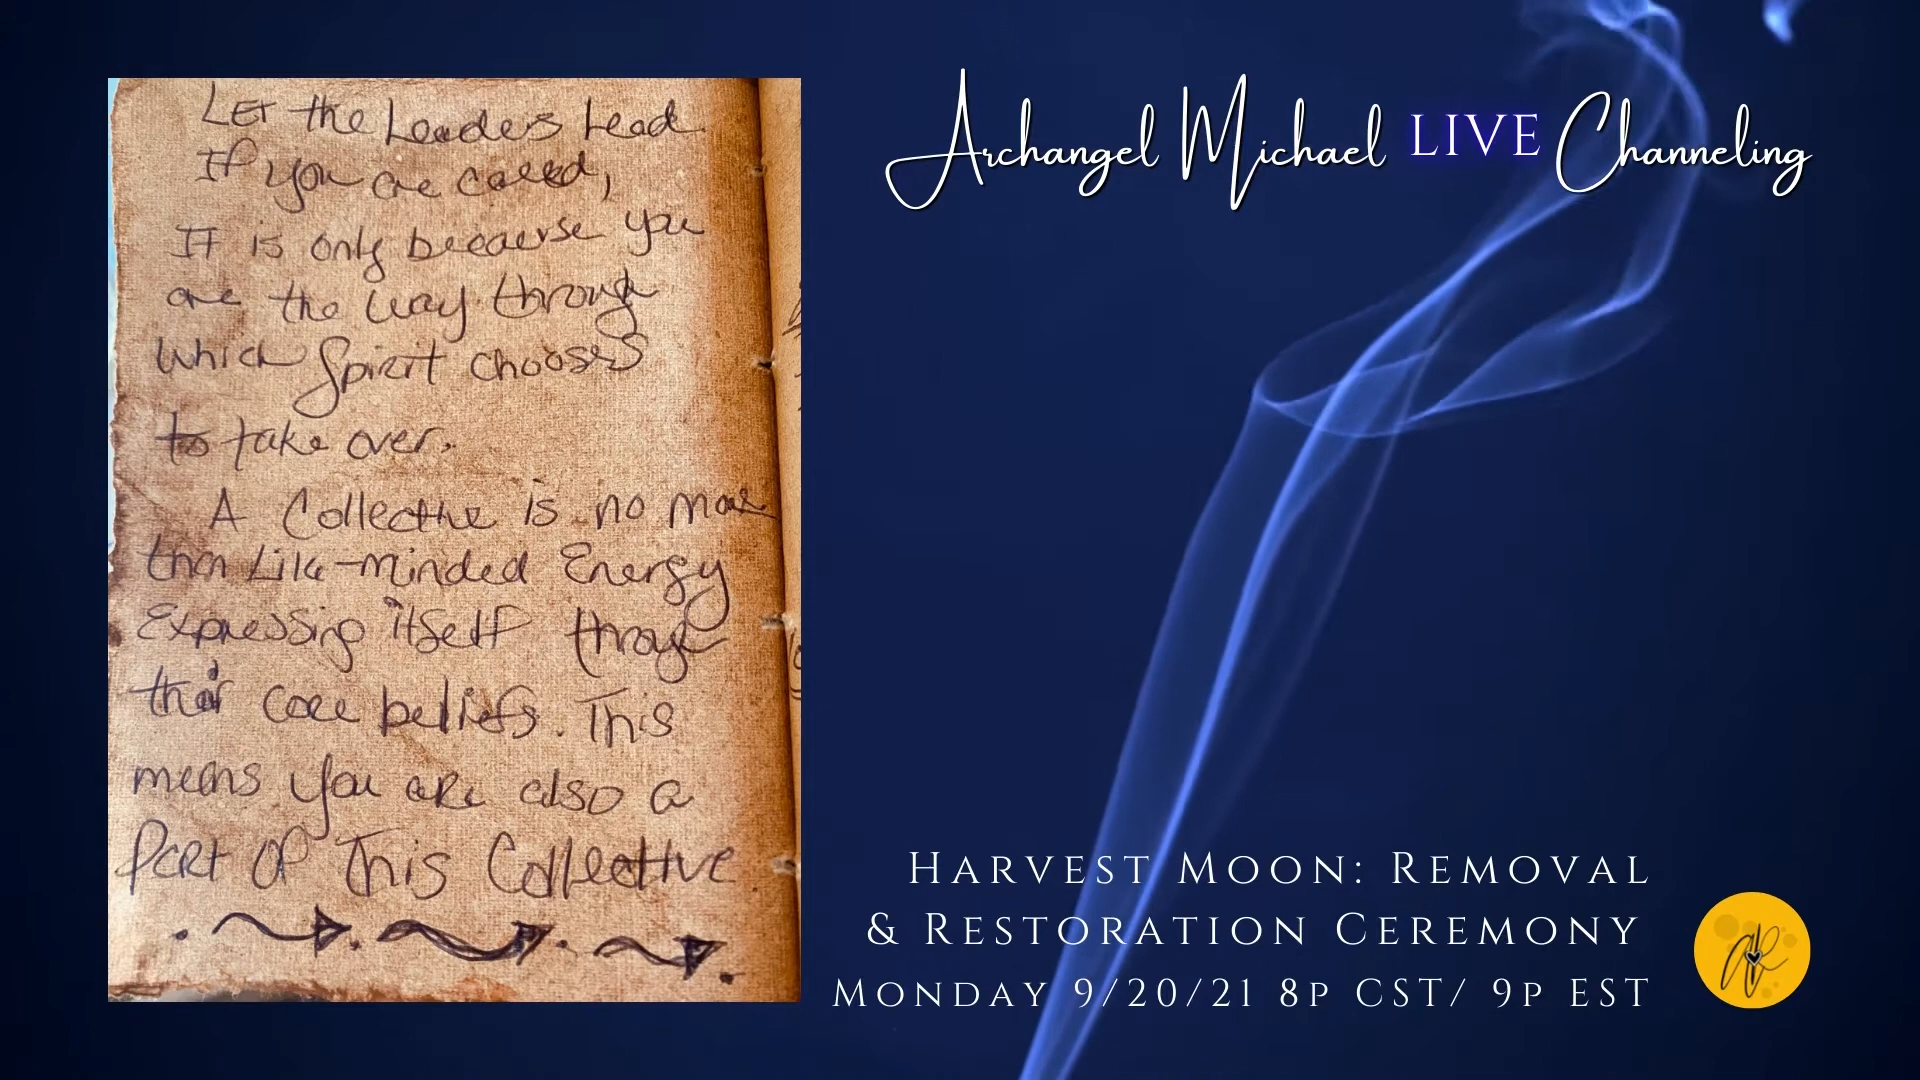 Let the Leaders Lead
If you are called,
It is only because you
are the way through
which Spirit chooses
to take over.
A Collective is no more
than like-minded Energy
Expressing itself through
their core beliefs. This
means you are also a
Part Of This Collective.
Archangel Michael LIVE Channeling
Harvest Moon: Removal
& Restoration Ceremony
Monday 9/20/21 8p CST/ 9p EST